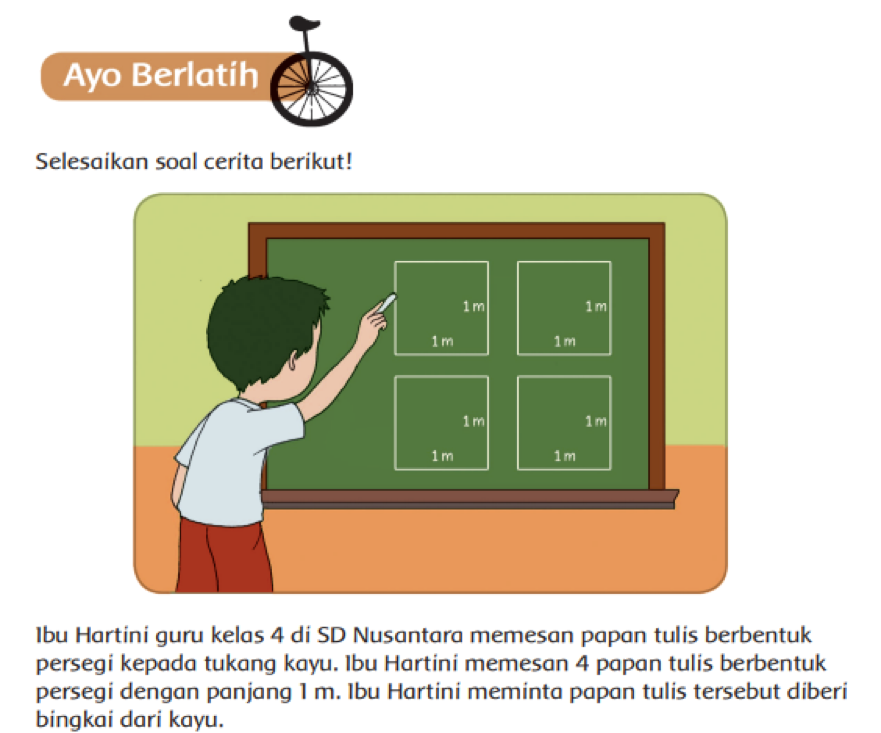 Ayo Berlatih
Selesaikan soal cerita berikut!
1 m 1 m
1 m 1 m
1 m 1 m
1 m 1 m
Ibu Hartini guru kelas 4 di SD Nusantara memesan papan tulis berbentuk
persegi kepada tukang kayu. Ibu Hartini memesan 4 papan tulis berbentuk
persegi dengan panjang 1 m. Ibu Hartini meminta papan tulis tersebut diberi
bingkai dari kayu.